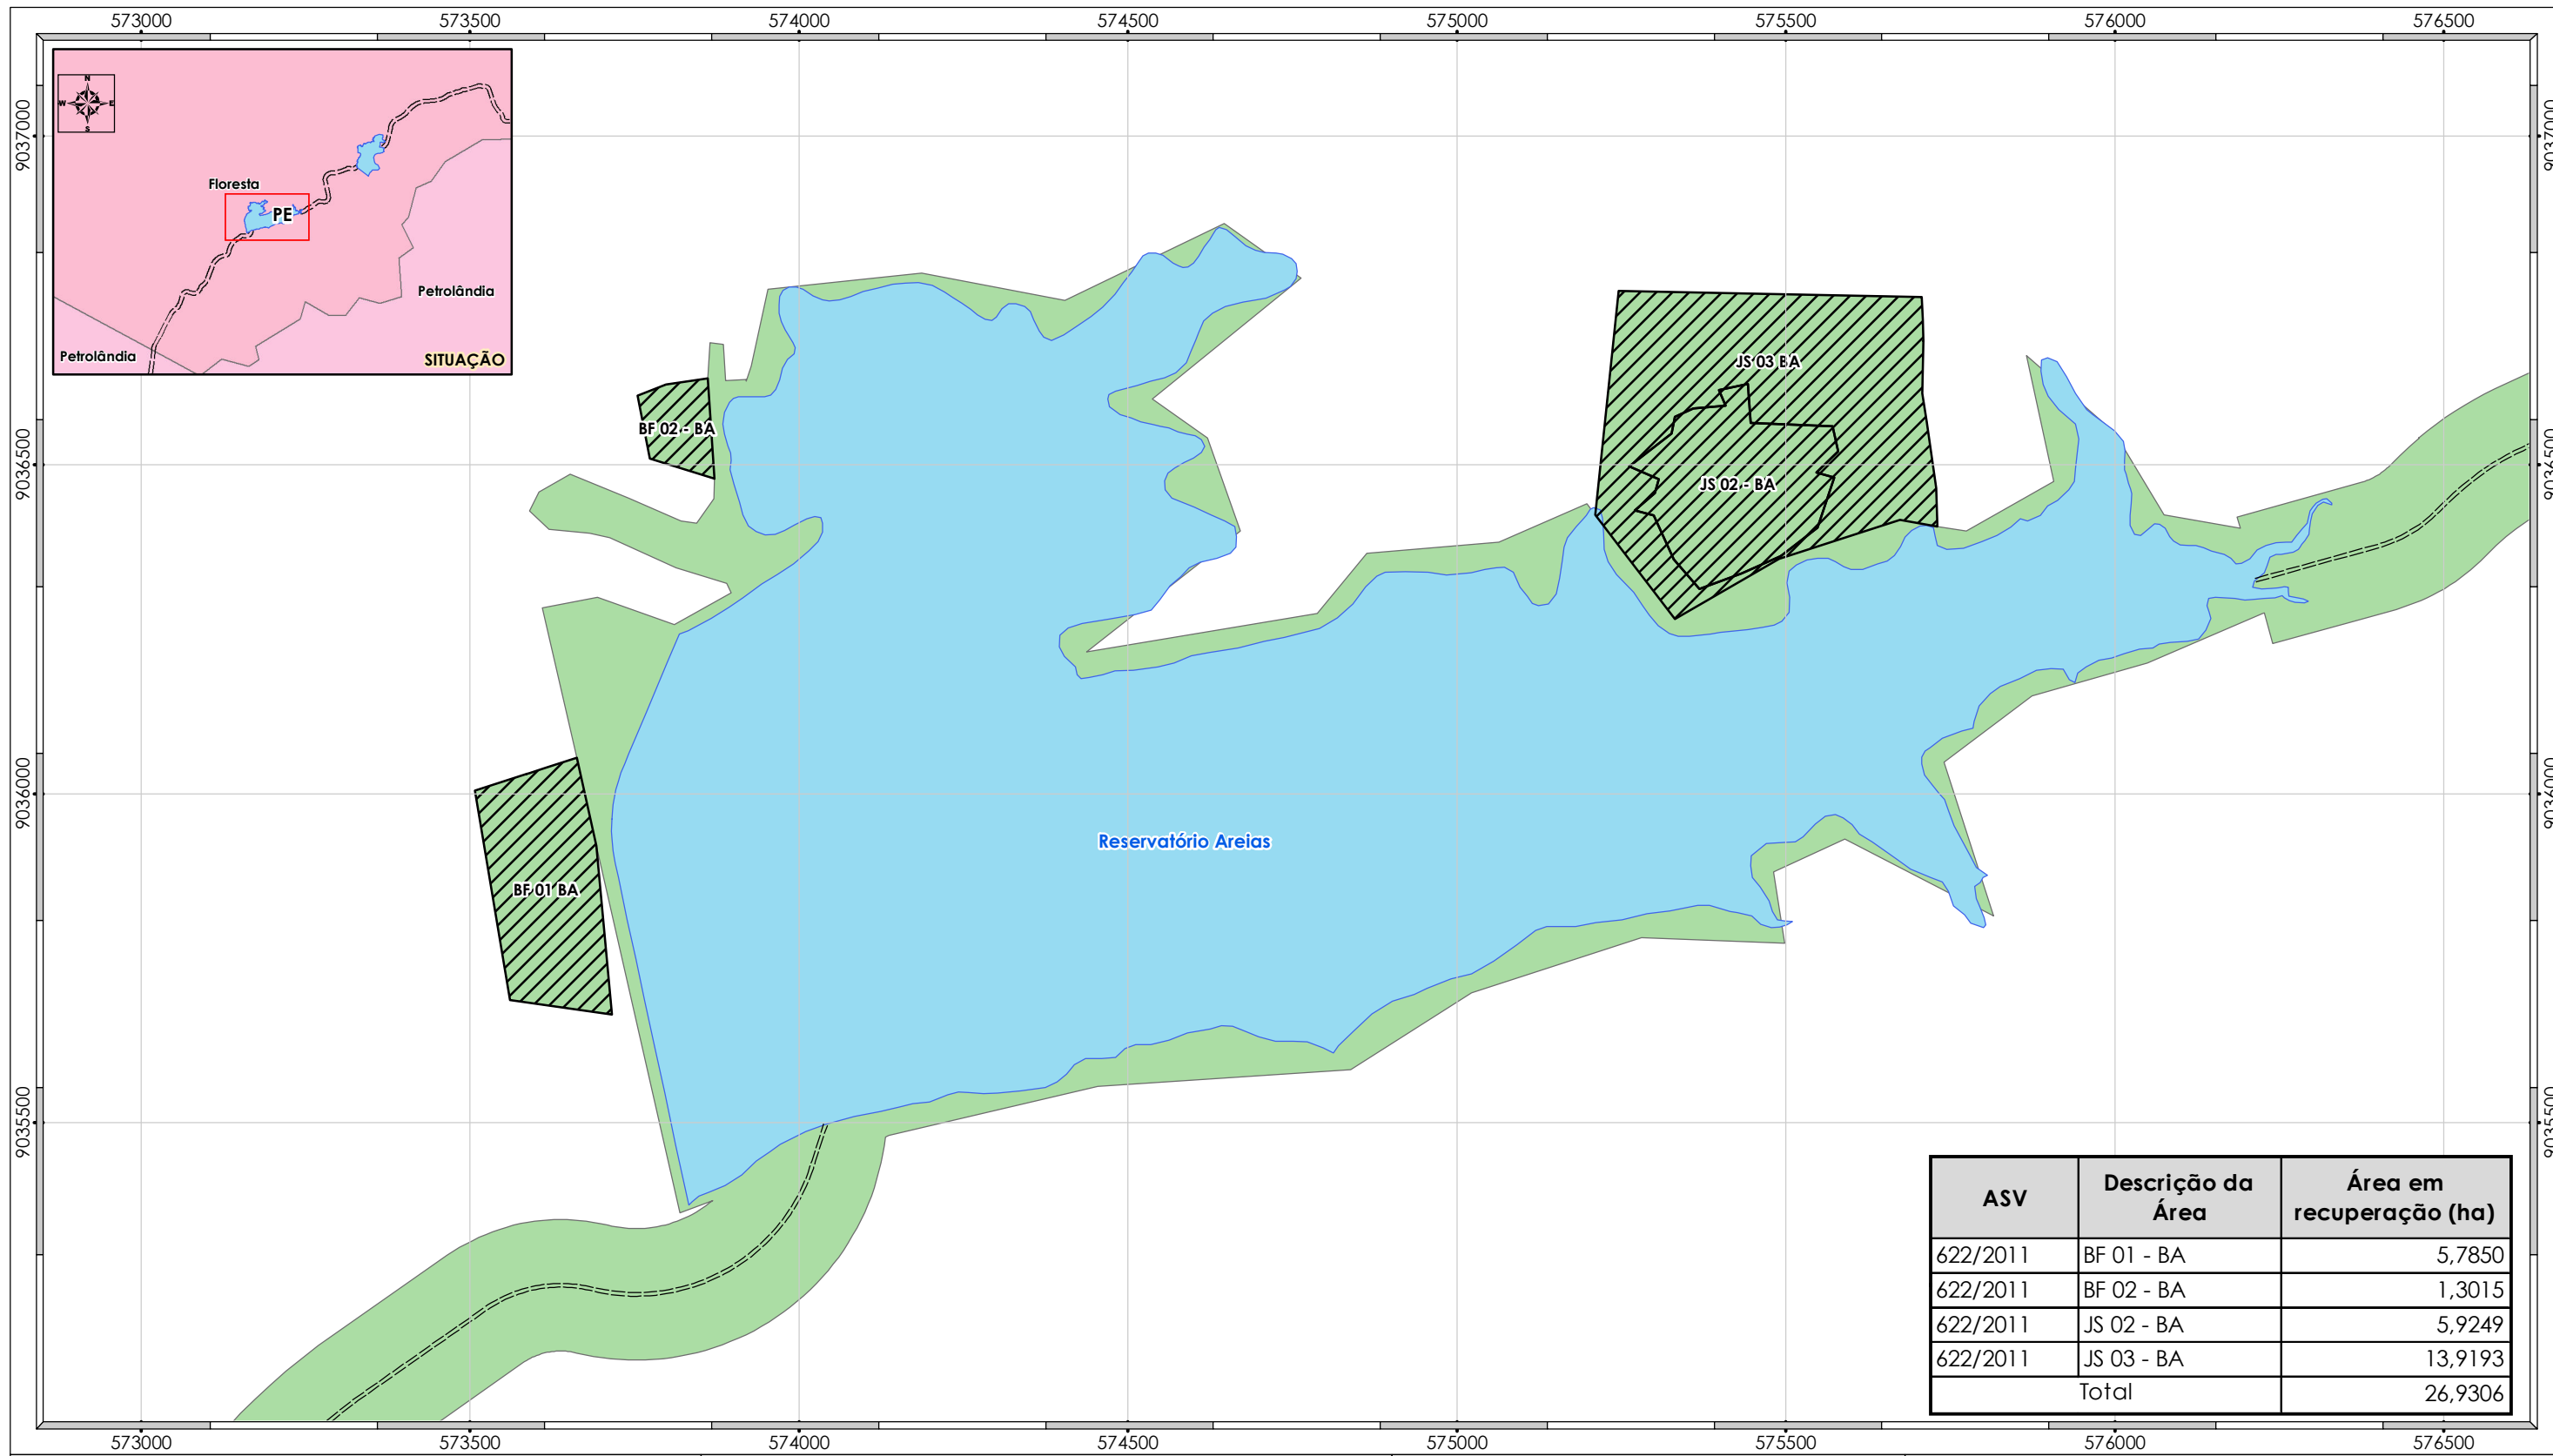 573000 573500 574000 574500 575000 575500 576000 576500
N
W E
S
Floresta
PE
Petrolândia
Petrolândia
SITUAÇÃO
9037000 9037000
JS 03 BA
BF 02 - BA
9036500 9036500
JS 02 - BA
9036000 9036000
Reservatório Areias
BF 01 BA
9035500 9035500
ASV Descrição da Área Área em recuperação (ha)
622/2011 BF 01 - BA 5,7850
622/2011 BF 02 - BA 1,3015
622/2011 JS 02 - BA 5,9249
622/2011 JS 03 - BA 13,9193
Total 26,9306
573000 573500 574000 574500 575000 575500 576000 576500